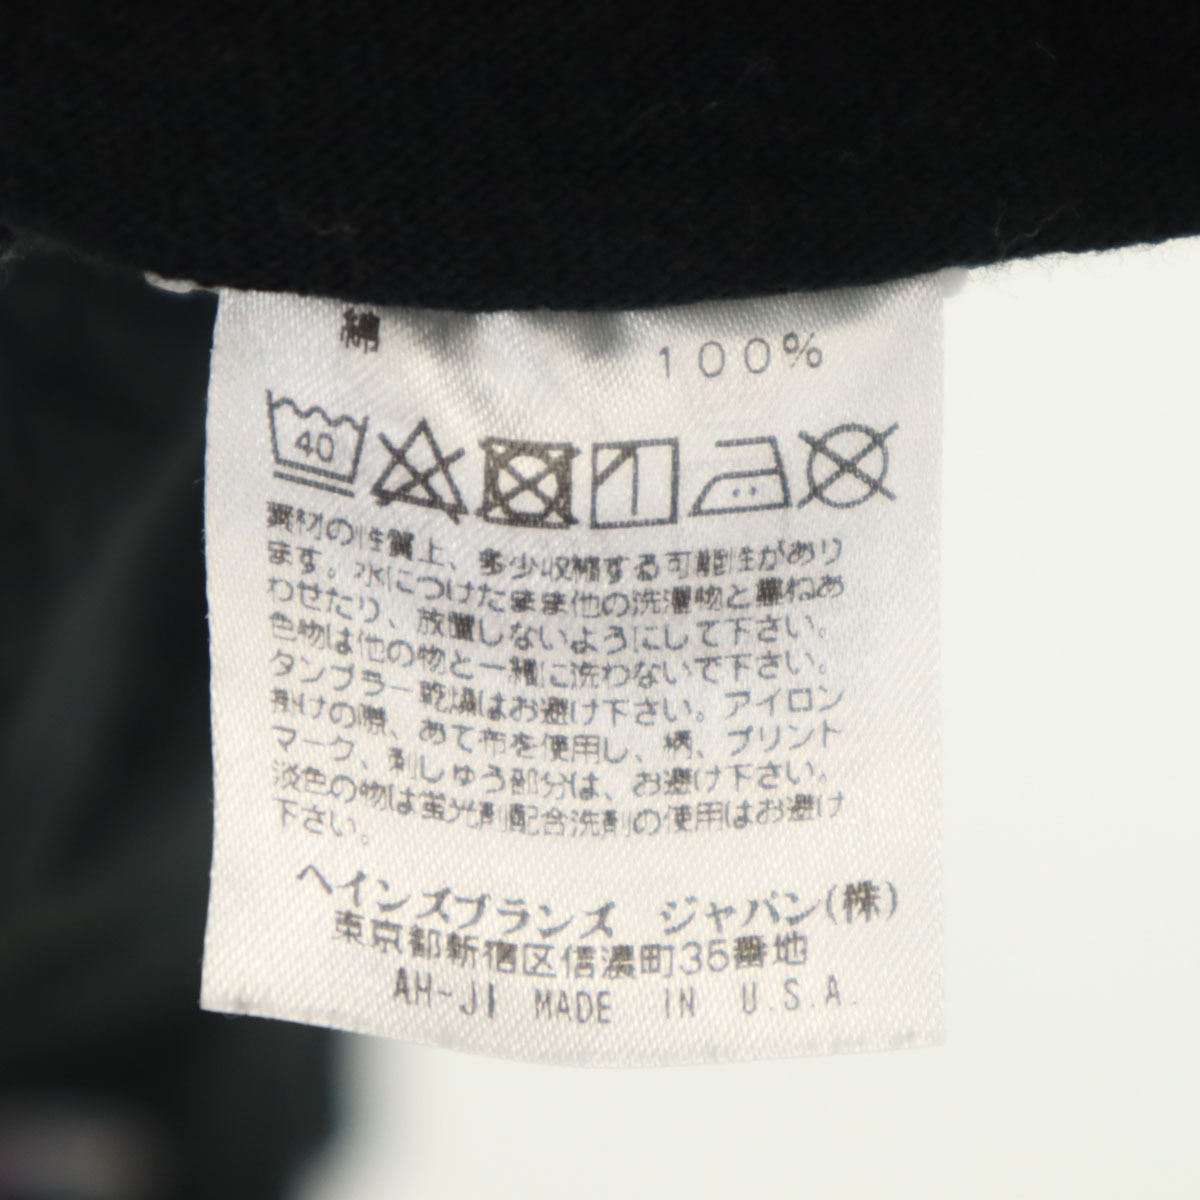 綿 100%
40
素材の性質上、多少収縮する可能性があり
ます。水につけたまま他の洗濯物と重ねあ
わせたり、放置しないようにして下さい。
色物は他の物と一緒に洗わないで下さい。
タンブラー乾燥はお避け下さい。アイロン
掛けの際、あて布を使用し、柄、プリント
マーク、刺しゅう部分は、お避け下さい。
淡色の物は蛍光剤配合洗剤の使用はお避け
下さい。
ヘインズブランズ ジャパン(株)
東京都新宿区信濃町35番地
AH-JI MADE IN U.S.A.